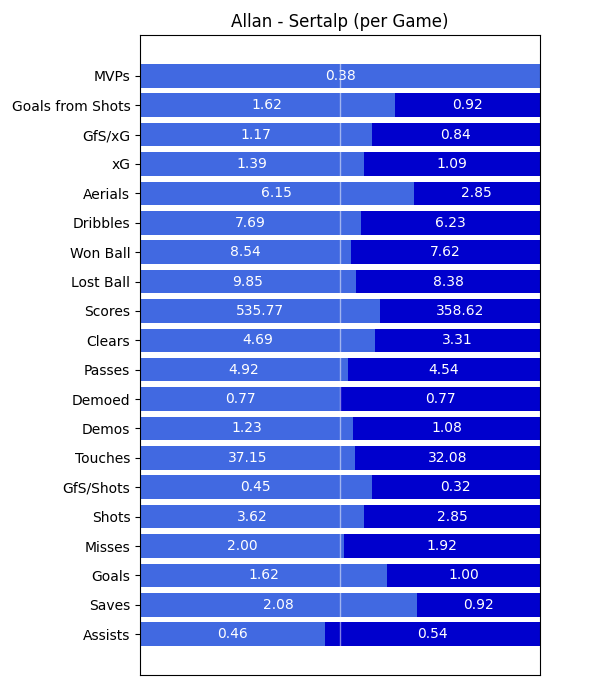 Allan - Sertalp (per Game)
MVPs 0.38
Goals from Shots 1.62 0.92
GfS/xG 1.17 0.84
xG 1.39 1.09
Aerials 6.15 2.85
Dribbles 7.69 6.23
Won Ball 8.54 7.62
Lost Ball 9.85 8.38
Scores 535.77 358.62
Clears 4.69 3.31
Passes 4.92 4.54
Demoed 0.77 0.77
Demos 1.23 1.08
Touches 37.15 32.08
GfS/Shots 0.45 0.32
Shots 3.62 2.85
Misses 2.00 1.92
Goals 1.62 1.00
Saves 2.08 0.92
Assists 0.46 0.54